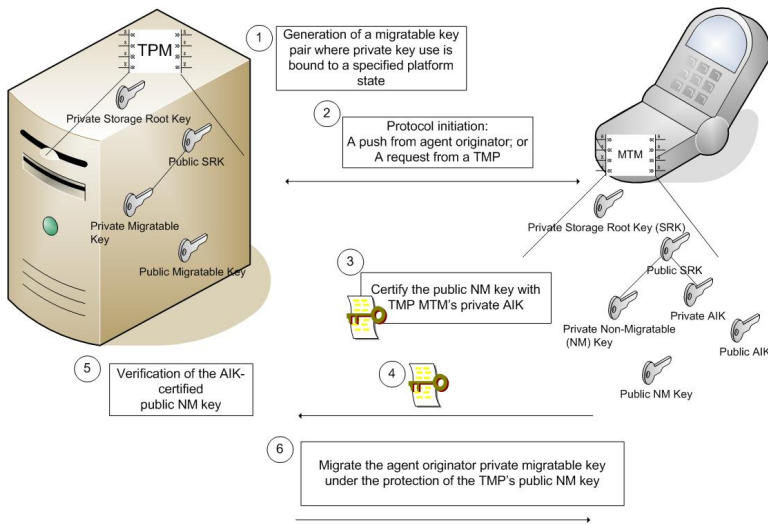 TPM
1
Generation of a migratable key
pair where private key use is
bound to a specified platform
state
Private Storage Root Key
2
Protocol initiation:
A push from agent originator; or
A request from a TMP
Public SRK
MTM
Private Migratable
Key
Public Migratable Key
Private Storage Root Key (SRK)
Public SRK
3
Certify the public NM key with
TMP MTM's private AIK
Private AIK
Private Non-Migratable
(NM) Key
Public AIK
Public NM Key
4
5
Verification of the AIK-
certified
public NM key
6
Migrate the agent originator private migratable key
under the protection of the TMP's public NM key